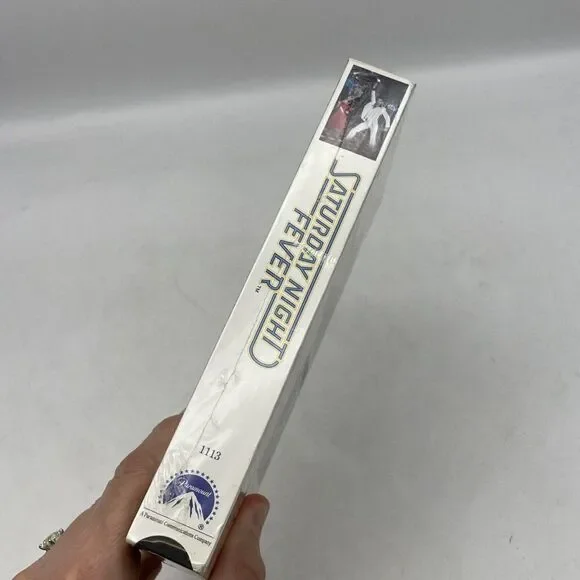 SATURDAY NIGHT
FEVER™
1113
Paramount
®
A Paramount Communications Company